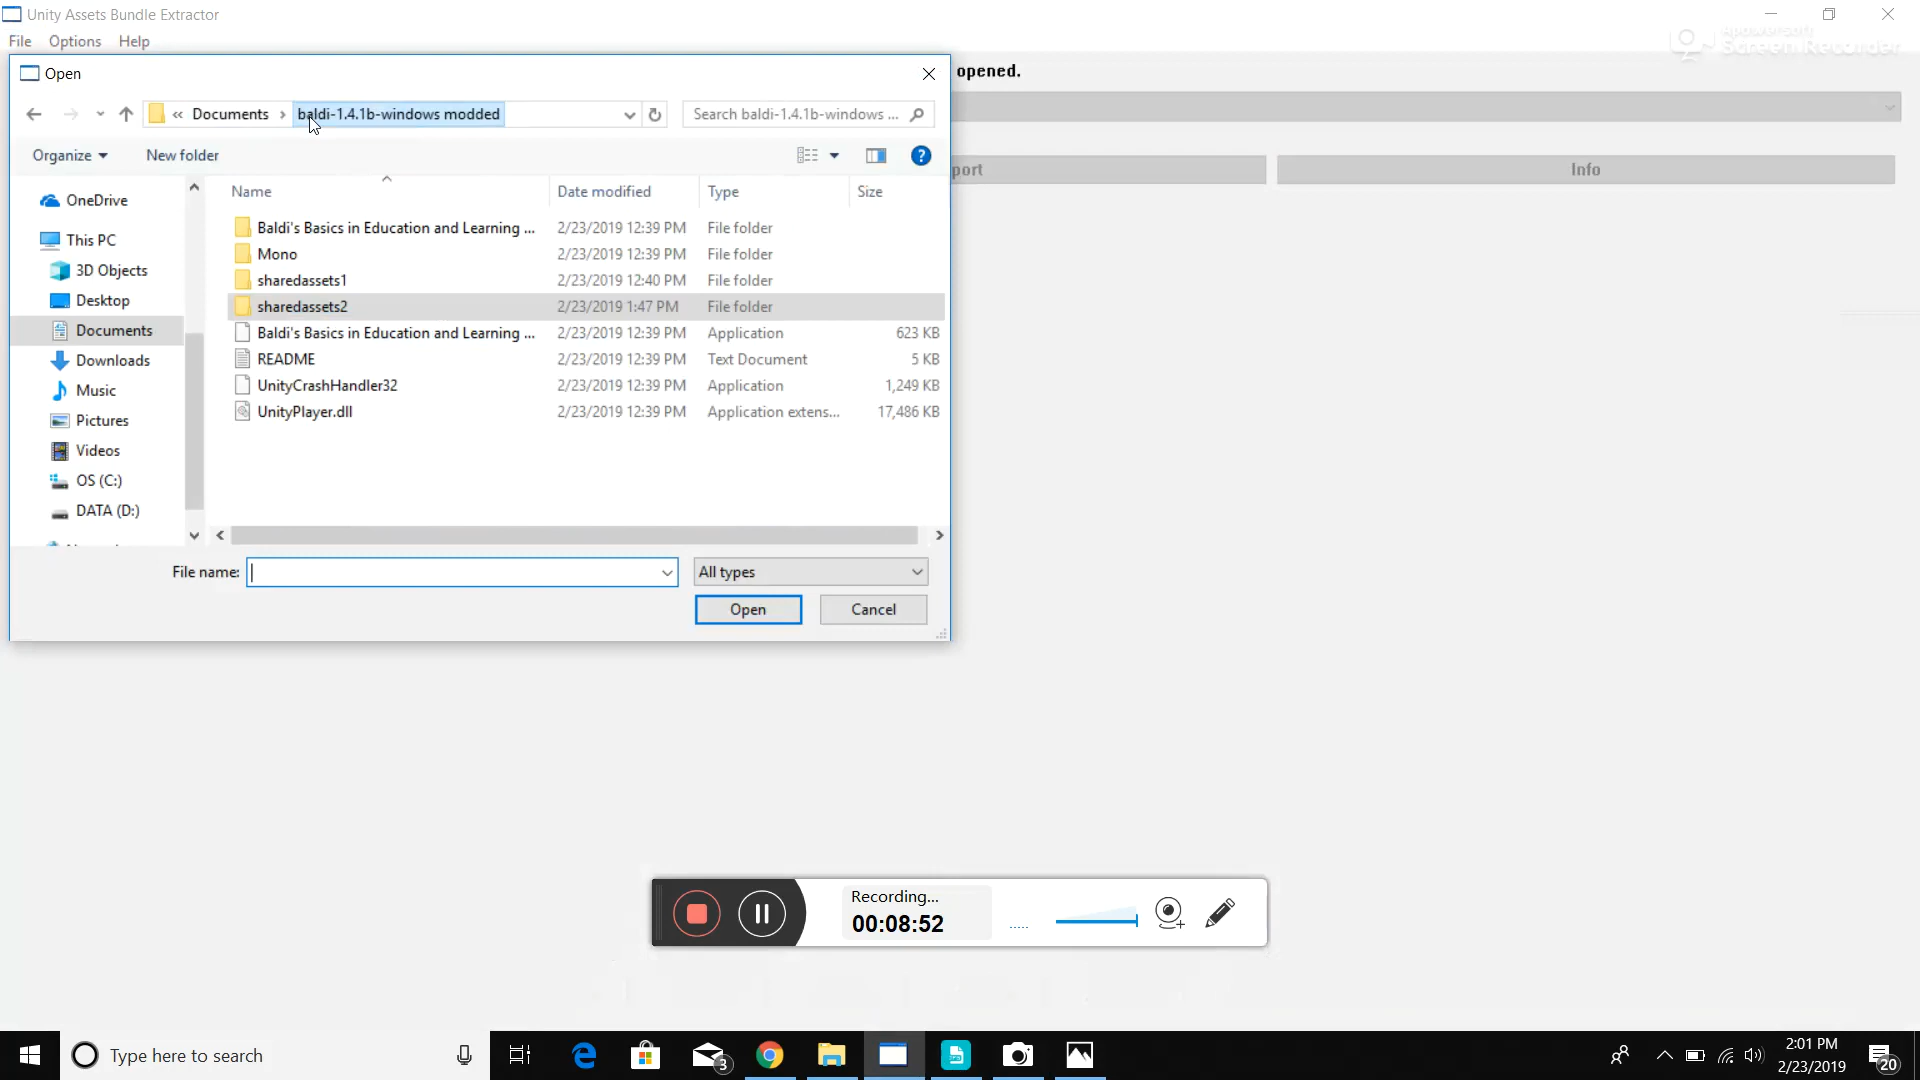 Unity Assets Bundle Extractor
File Options Help
Apowersoft
Screen Recorder
Open
opened.
« Documents > baldi-1.4.1b-windows modded
Search baldi-1.4.1b-windows ...
Organize
New folder
port
Info
Name Date modified Type Size
OneDrive
This PC
3D Objects
Desktop
Documents
Downloads
Music
Pictures
Videos
OS (C:)
DATA (D:)
Baldi's Basics in Education and Learning ... 2/23/2019 12:39 PM File folder
Mono 2/23/2019 12:39 PM File folder
sharedassets1 2/23/2019 12:40 PM File folder
sharedassets2 2/23/2019 1:47 PM File folder
Baldi's Basics in Education and Learning ... 2/23/2019 12:39 PM Application 623 KB
README 2/23/2019 12:39 PM Text Document 5 KB
UnityCrashHandler32 2/23/2019 12:39 PM Application 1,249 KB
UnityPlayer.dll 2/23/2019 12:39 PM Application extens... 17,486 KB
File name:
All types
Open
Cancel
Recording...
00:08:52
Type here to search
3
2:01 PM
2/23/2019
20